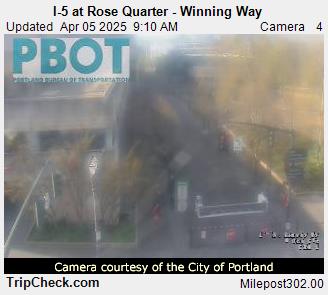 I-5 at Rose Quarter - Winning Way
Updated Apr 05 2025 9:10 AM Camera 4
PBOT
PORTLAND BUREAU OF TRANSPORTATION
Camera courtesy of the City of Portland
TripCheck.com Milepost302.00